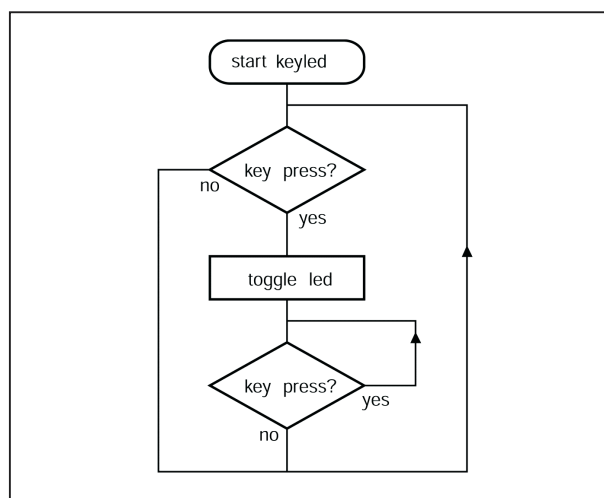 start keyled
key press?
no
yes
toggle led
key press?
yes
no